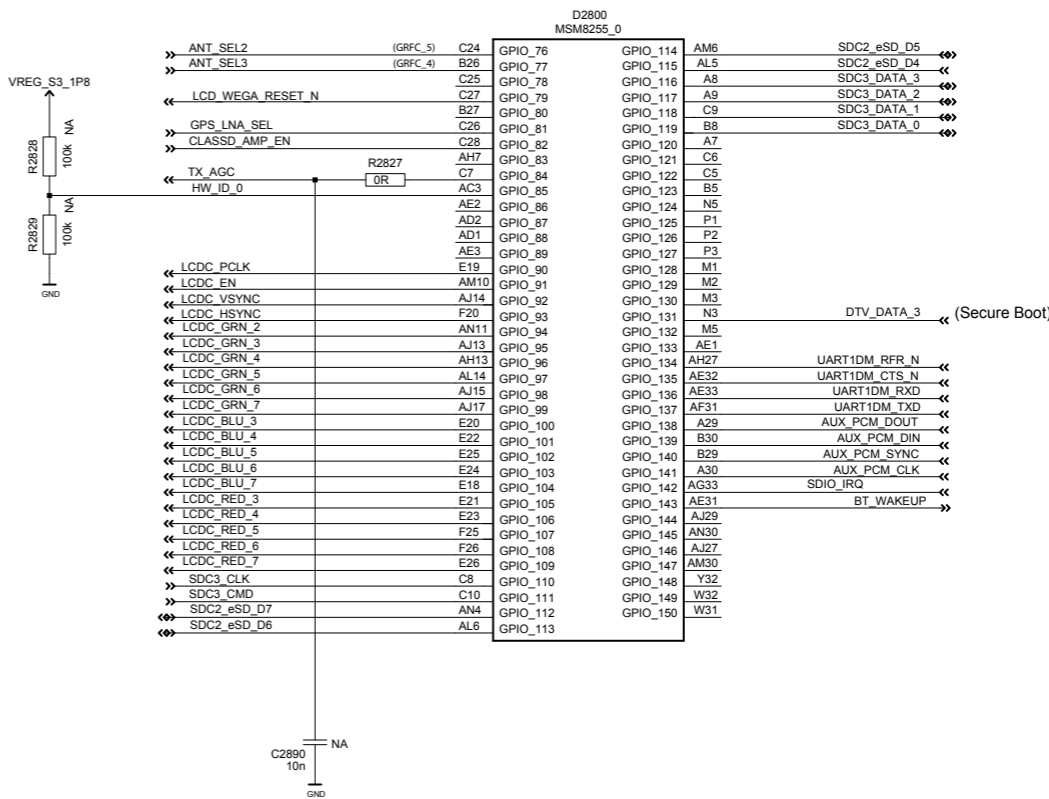 D2800
MSM8255_0
ANT_SEL2 (GRFC_5) C24 GPIO_76 GPIO_114 AM6 SDC2_eSD_D5
ANT_SEL3 (GRFC_4) B26 GPIO_77 GPIO_115 AL5 SDC2_eSD_D4
C25 GPIO_78 GPIO_116 A8 SDC3_DATA_3
LCD_WEGA_RESET_N C27 GPIO_79 GPIO_117 A9 SDC3_DATA_2
B27 GPIO_80 GPIO_118 C9 SDC3_DATA_1
GPS_LNA_SEL C26 GPIO_81 GPIO_119 B8 SDC3_DATA_0
CLASSD_AMP_EN C28 GPIO_82 GPIO_120 A7
AH7 GPIO_83 GPIO_121 C6
TX_AGC R2827 0R C7 GPIO_84 GPIO_122 C5
HW_ID_0 AC3 GPIO_85 GPIO_123 B5
AE2 GPIO_86 GPIO_124 N5
AD2 GPIO_87 GPIO_125 P1
AD1 GPIO_88 GPIO_126 P2
AE3 GPIO_89 GPIO_127 P3
LCDC_PCLK E19 GPIO_90 GPIO_128 M1
LCDC_EN AM10 GPIO_91 GPIO_129 M2
LCDC_VSYNC AJ14 GPIO_92 GPIO_130 M3
LCDC_HSYNC F20 GPIO_93 GPIO_131 N3 DTV_DATA_3 (Secure Boot)
LCDC_GRN_2 AN11 GPIO_94 GPIO_132 M5
LCDC_GRN_3 AJ13 GPIO_95 GPIO_133 AE1
LCDC_GRN_4 AH13 GPIO_96 GPIO_134 AH27 UART1DM_RFR_N
LCDC_GRN_5 AL14 GPIO_97 GPIO_135 AE32 UART1DM_CTS_N
LCDC_GRN_6 AJ15 GPIO_98 GPIO_136 AE33 UART1DM_RXD
LCDC_GRN_7 AJ17 GPIO_99 GPIO_137 AF31 UART1DM_TXD
LCDC_BLU_3 E20 GPIO_100 GPIO_138 A29 AUX_PCM_DOUT
LCDC_BLU_4 E22 GPIO_101 GPIO_139 B30 AUX_PCM_DIN
LCDC_BLU_5 E25 GPIO_102 GPIO_140 B29 AUX_PCM_SYNC
LCDC_BLU_6 E24 GPIO_103 GPIO_141 A30 AUX_PCM_CLK
LCDC_BLU_7 E18 GPIO_104 GPIO_142 AG33 SDIO_IRQ
LCDC_RED_3 E21 GPIO_105 GPIO_143 AE31 BT_WAKEUP
LCDC_RED_4 E23 GPIO_106 GPIO_144 AJ29
LCDC_RED_5 F25 GPIO_107 GPIO_145 AN30
LCDC_RED_6 F26 GPIO_108 GPIO_146 AJ27
LCDC_RED_7 E26 GPIO_109 GPIO_147 AM30
SDC3_CLK C8 GPIO_110 GPIO_148 Y32
SDC3_CMD C10 GPIO_111 GPIO_149 W32
SDC2_eSD_D7 AN4 GPIO_112 GPIO_150 W31
SDC2_eSD_D6 AL6 GPIO_113
VREG_S3_1P8
R2828 100k NA
R2829 100k NA
GND
C2890 NA
10n
GND